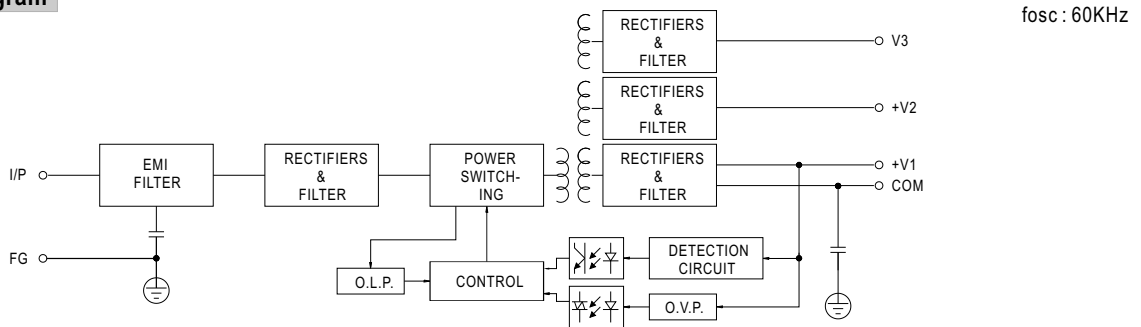 fosc : 60KHz
RECTIFIERS
&
FILTER
V3
RECTIFIERS
&
FILTER
+V2
I/P
EMI
FILTER
RECTIFIERS
&
FILTER
POWER
SWITCH-
ING
RECTIFIERS
&
FILTER
+V1
COM
FG
O.L.P.
CONTROL
DETECTION
CIRCUIT
O.V.P.